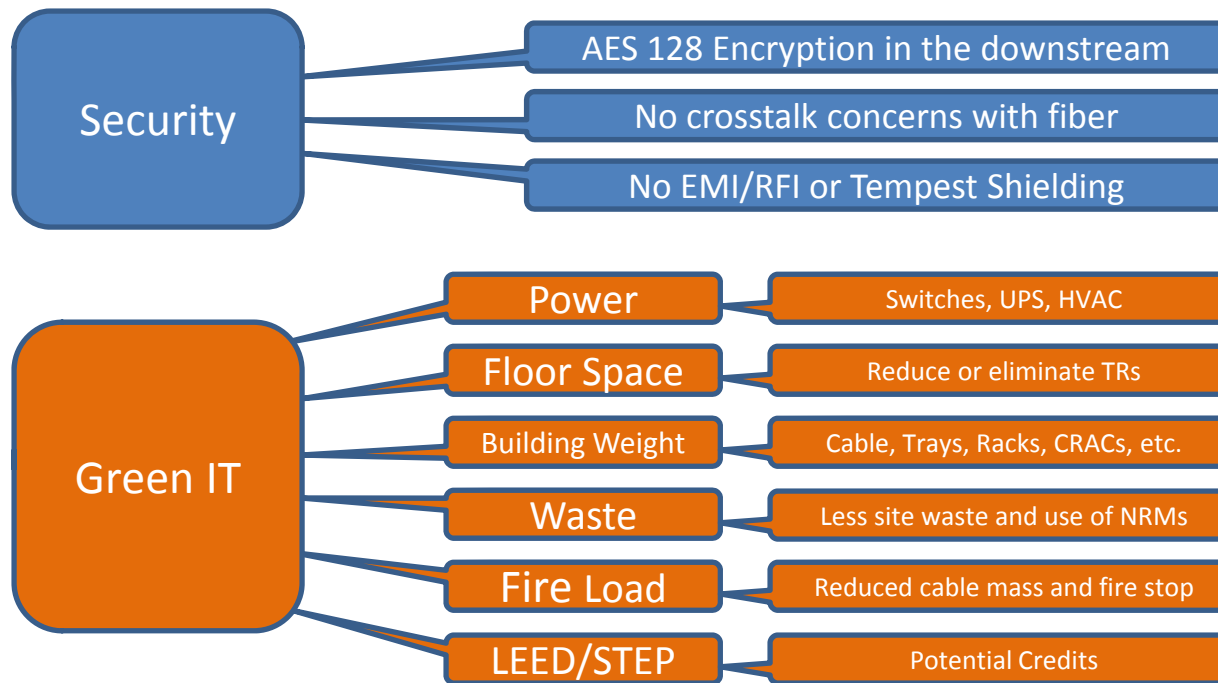 Security
AES 128 Encryption in the downstream
No crosstalk concerns with fiber
No EMI/RFI or Tempest Shielding
Green IT
Power
Switches, UPS, HVAC
Floor Space
Reduce or eliminate TRs
Building Weight
Cable, Trays, Racks, CRACs, etc.
Waste
Less site waste and use of NRMs
Fire Load
Reduced cable mass and fire stop
LEED/STEP
Potential Credits